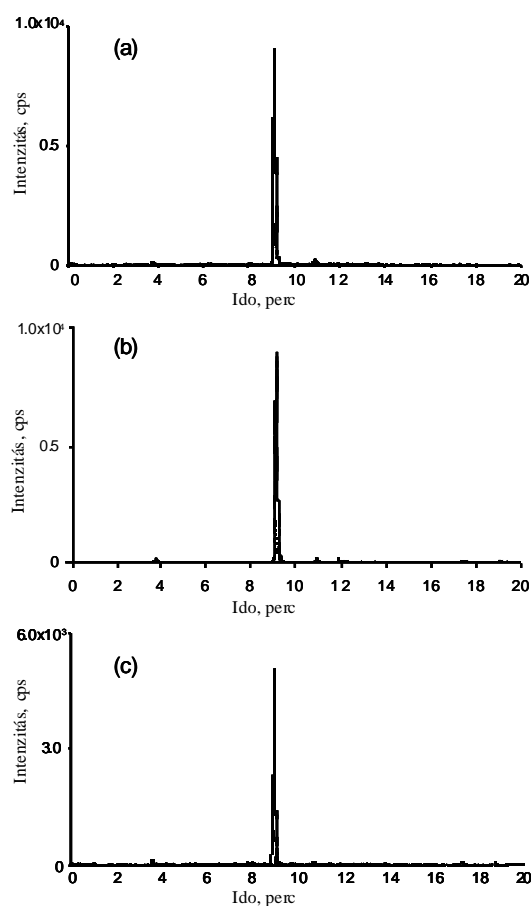 1.0x10⁴
(a)
Intenzitás, cps
0.5
0
0 2 4 6 8 10 12 14 16 18 20
Ido, perc
1.0x10⁴
(b)
Intenzitás, cps
0.5
0
0 2 4 6 8 10 12 14 16 18 20
Ido, perc
6.0x10³
(c)
Intenzitás, cps
3.0
0
0 2 4 6 8 10 12 14 16 18 20
Ido, perc